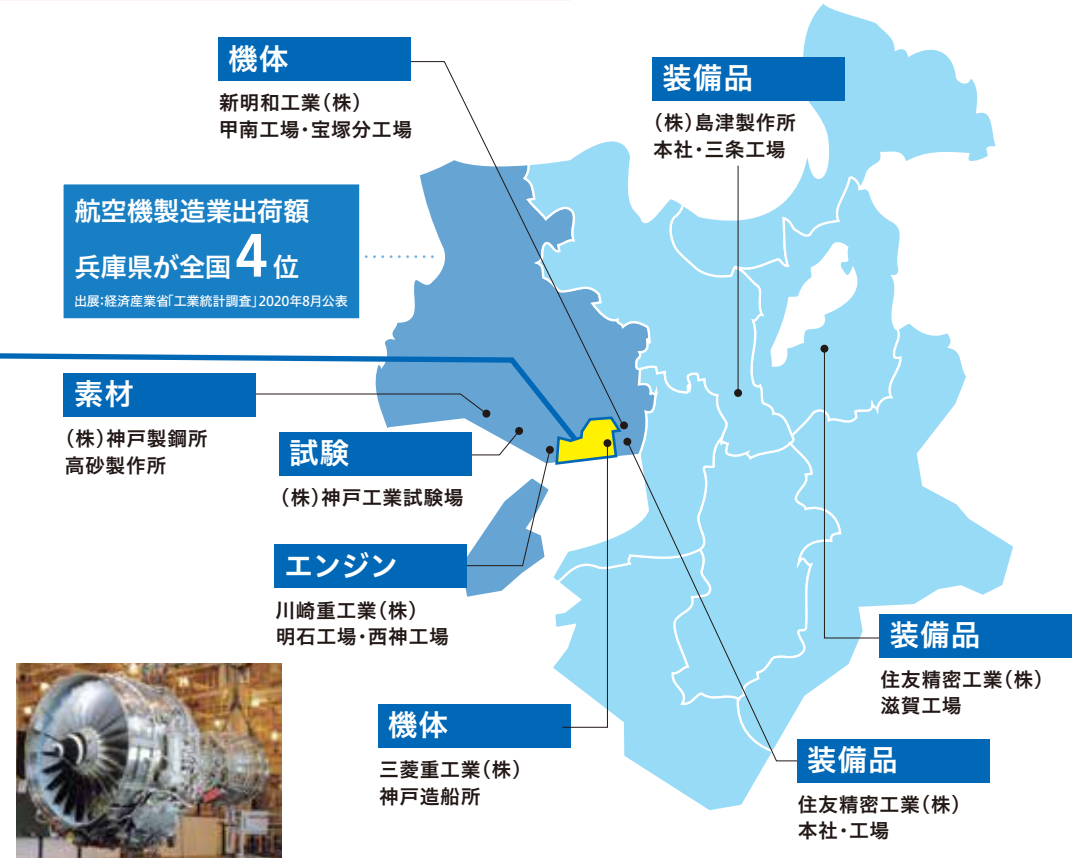 機体
新明和工業(株)
甲南工場・宝塚分工場
装備品
(株)島津製作所
本社・三条工場
航空機製造業出荷額
兵庫県が全国4位
出展:経済産業省「工業統計調査」2020年8月公表
素材
(株)神戸製鋼所
高砂製作所
試験
(株)神戸工業試験場
エンジン
川崎重工業(株)
明石工場・西神工場
機体
三菱重工業(株)
神戸造船所
装備品
住友精密工業(株)
滋賀工場
装備品
住友精密工業(株)
本社・工場